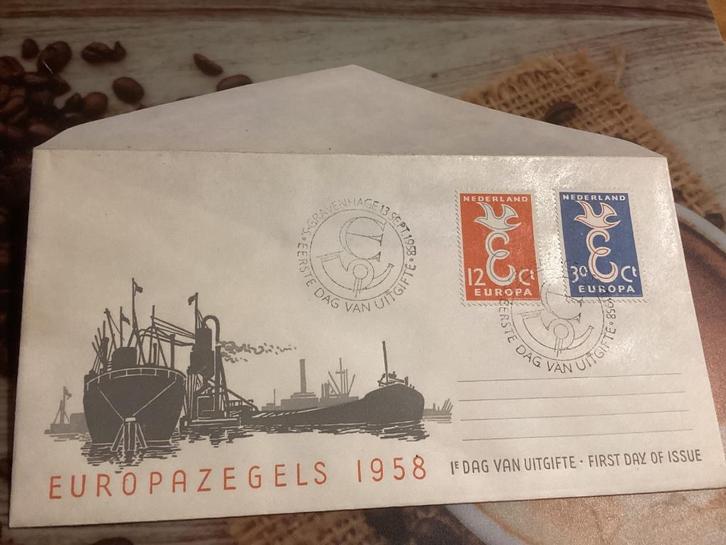 'S-GRAVENHAGE 13 SEPT. 1958
EERSTE DAG VAN UITGIFTE
NEDERLAND
12 Ct
EUROPA
NEDERLAND
30 Ct
EUROPA
EERSTE DAG VAN UITGIFTE
EUROPAZEGELS 1958
1E DAG VAN UITGIFTE · FIRST DAY OF ISSUE